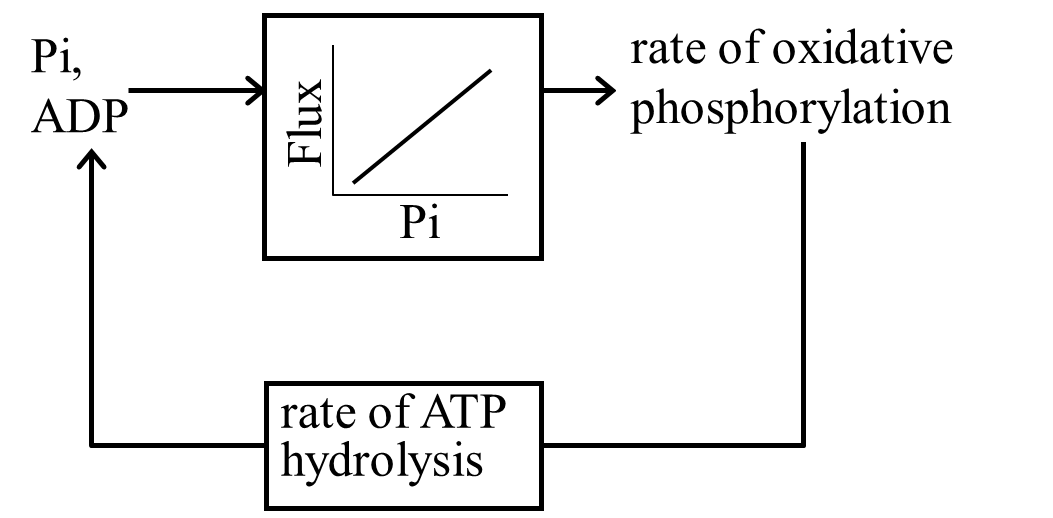 Pi,
ADP
Flux
Pi
rate of oxidative
phosphorylation
rate of ATP
hydrolysis